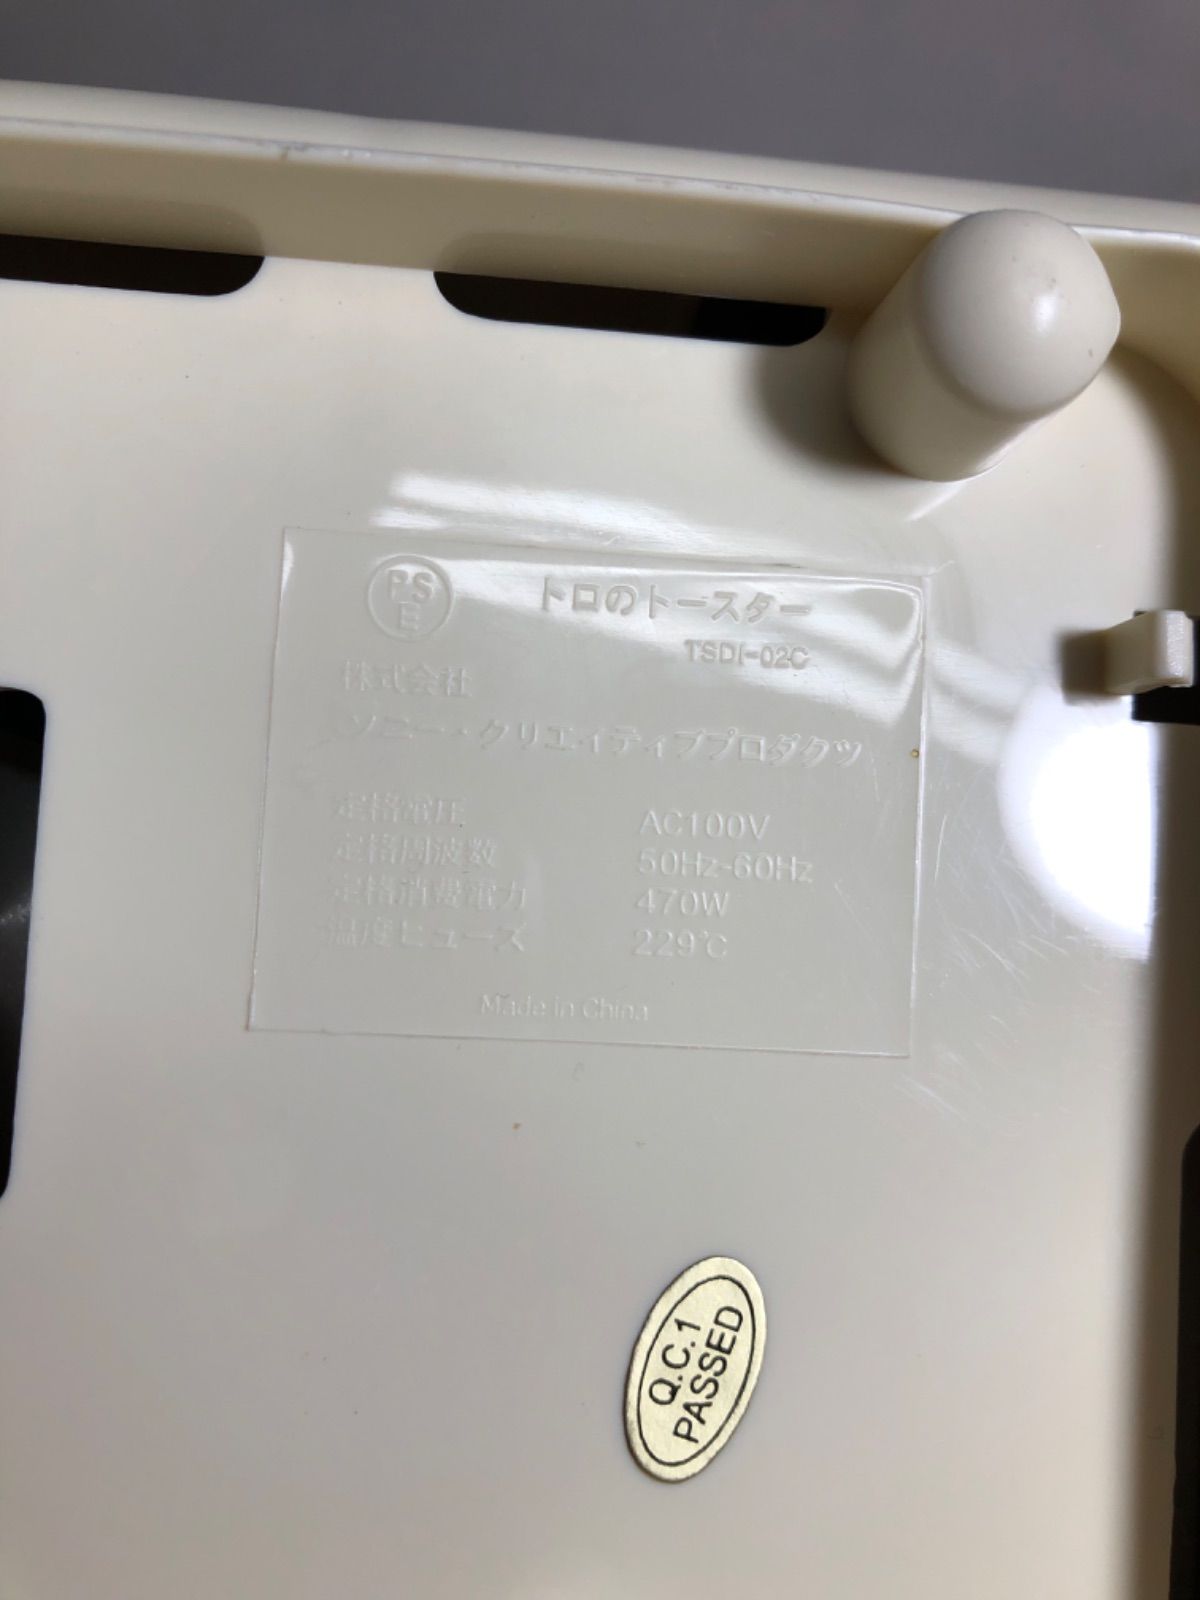 PS
E
トロのトースター
TSDI-02C
株式会社
ソニー・クリエイティブプロダクツ
定格電圧 AC100V
定格周波数 50Hz-60Hz
定格消費電力 470W
温度ヒューズ 229℃
Made in China
Q.C.1
PASSED